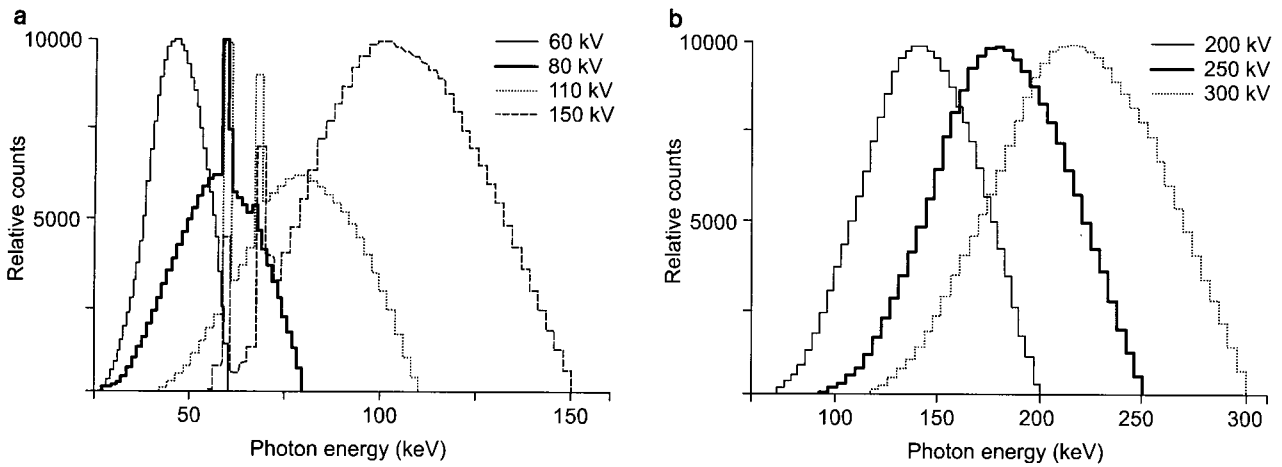 a
10000
5000
Relative counts
60 kV
80 kV
110 kV
150 kV
50
100
150
Photon energy (keV)
b
10000
5000
Relative counts
200 kV
250 kV
300 kV
100
150
200
250
300
Photon energy (keV)